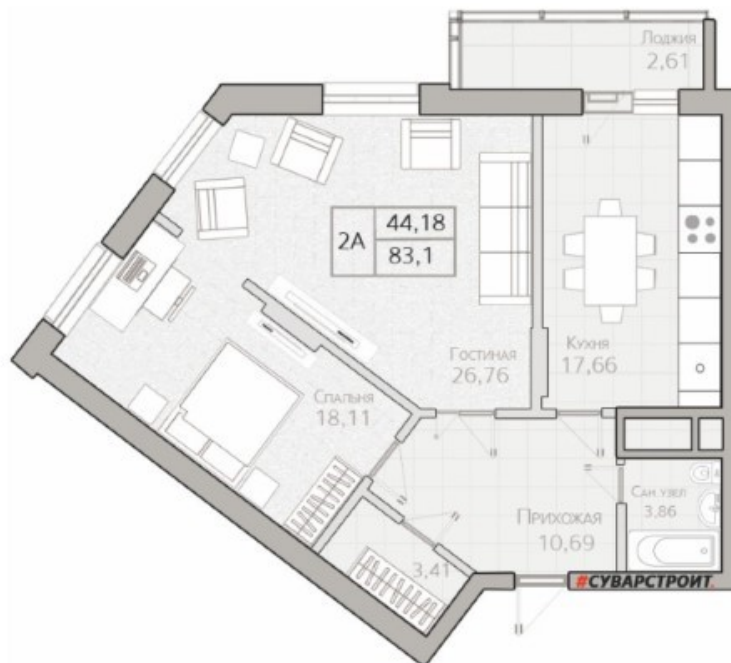 Лоджия
2,61
2А
44,18
83,1
Кухня
17,66
Гостиная
26,76
Спальня
18,11
Сан.узел
3,86
Прихожая
10,69
3,41
#СУВАРСТРОИТ.